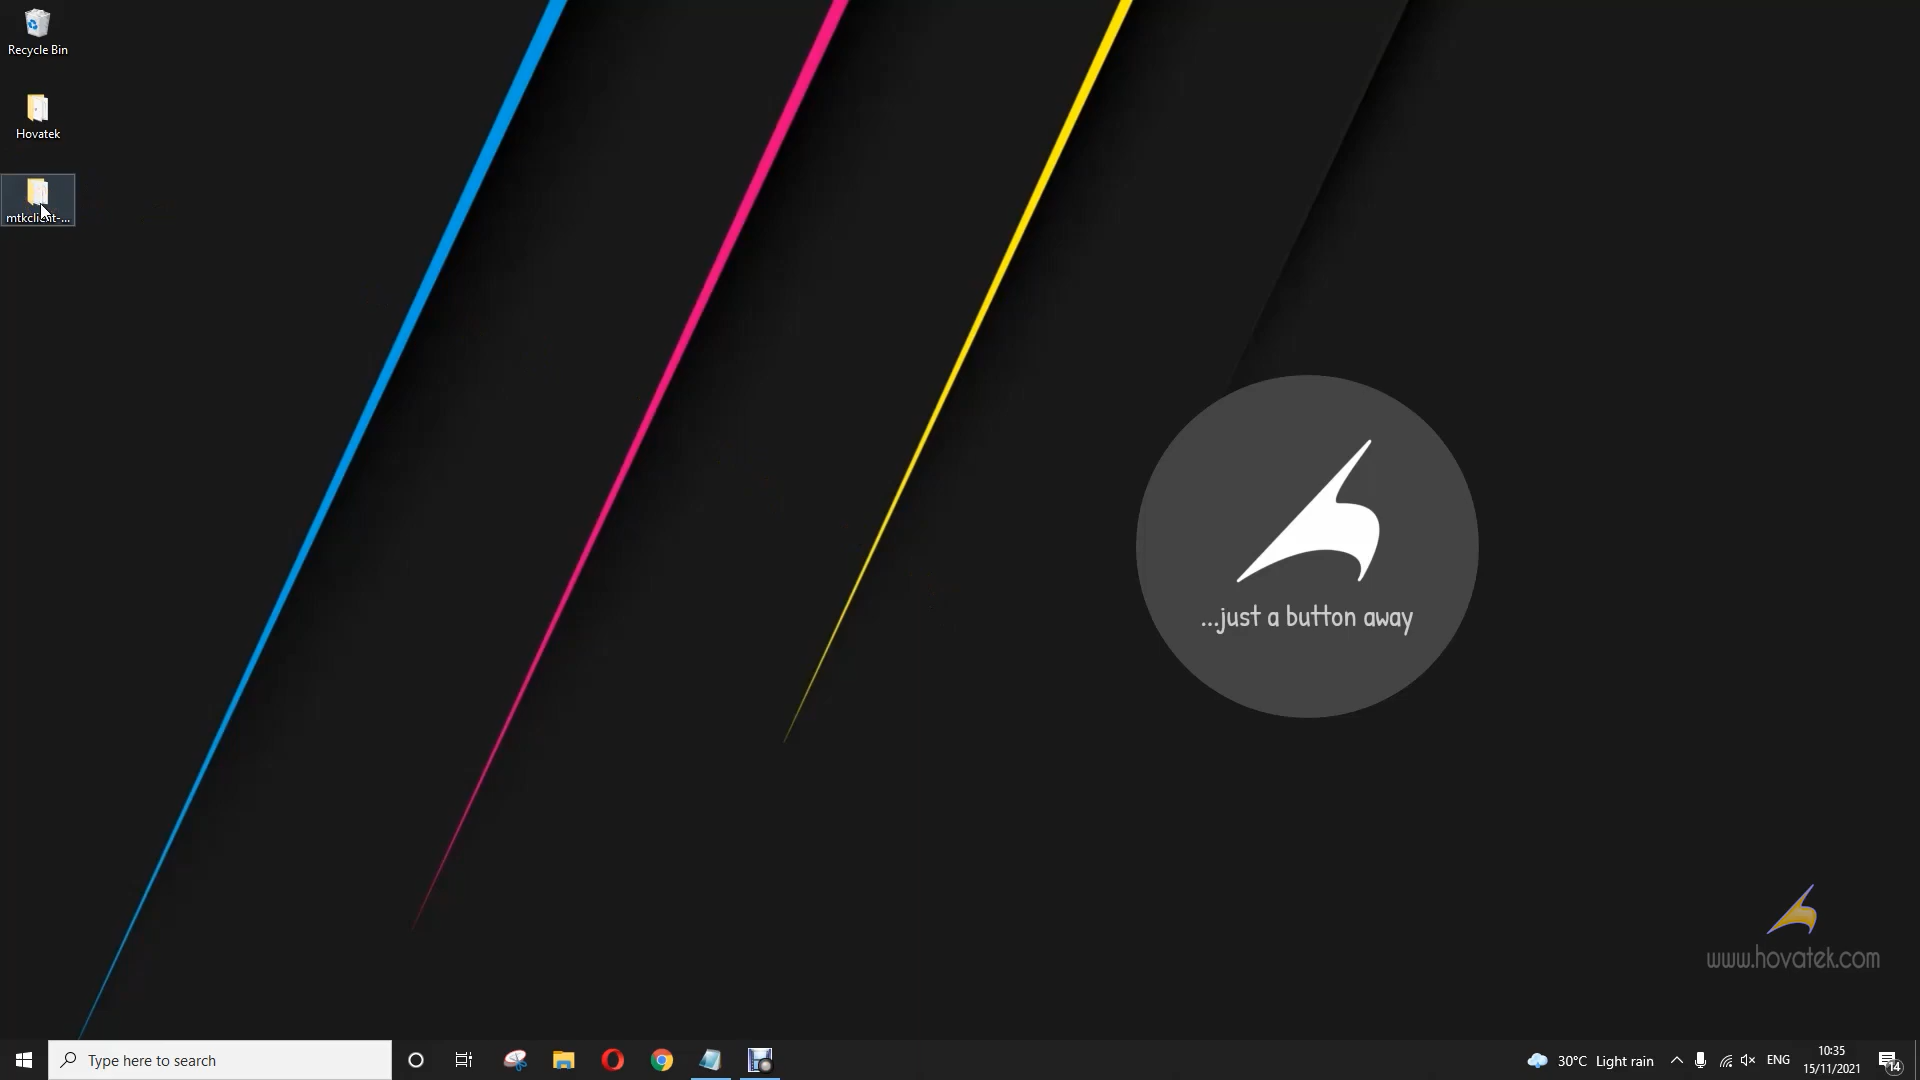 Recycle Bin
Hovatek
mtkclient-...
...just a button away
www.hovatek.com
Type here to search
30°C Light rain
ENG
10:35
15/11/2021
14